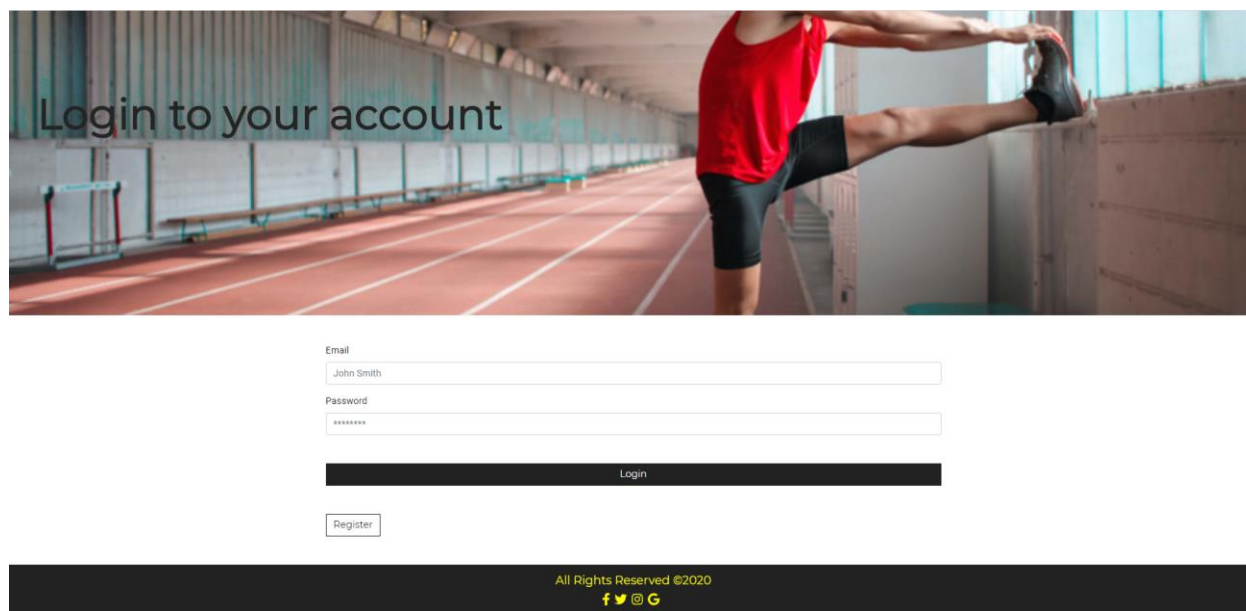 Login to your account
Email
John Smith
Password
********
Login
Register
All Rights Reserved ©2020